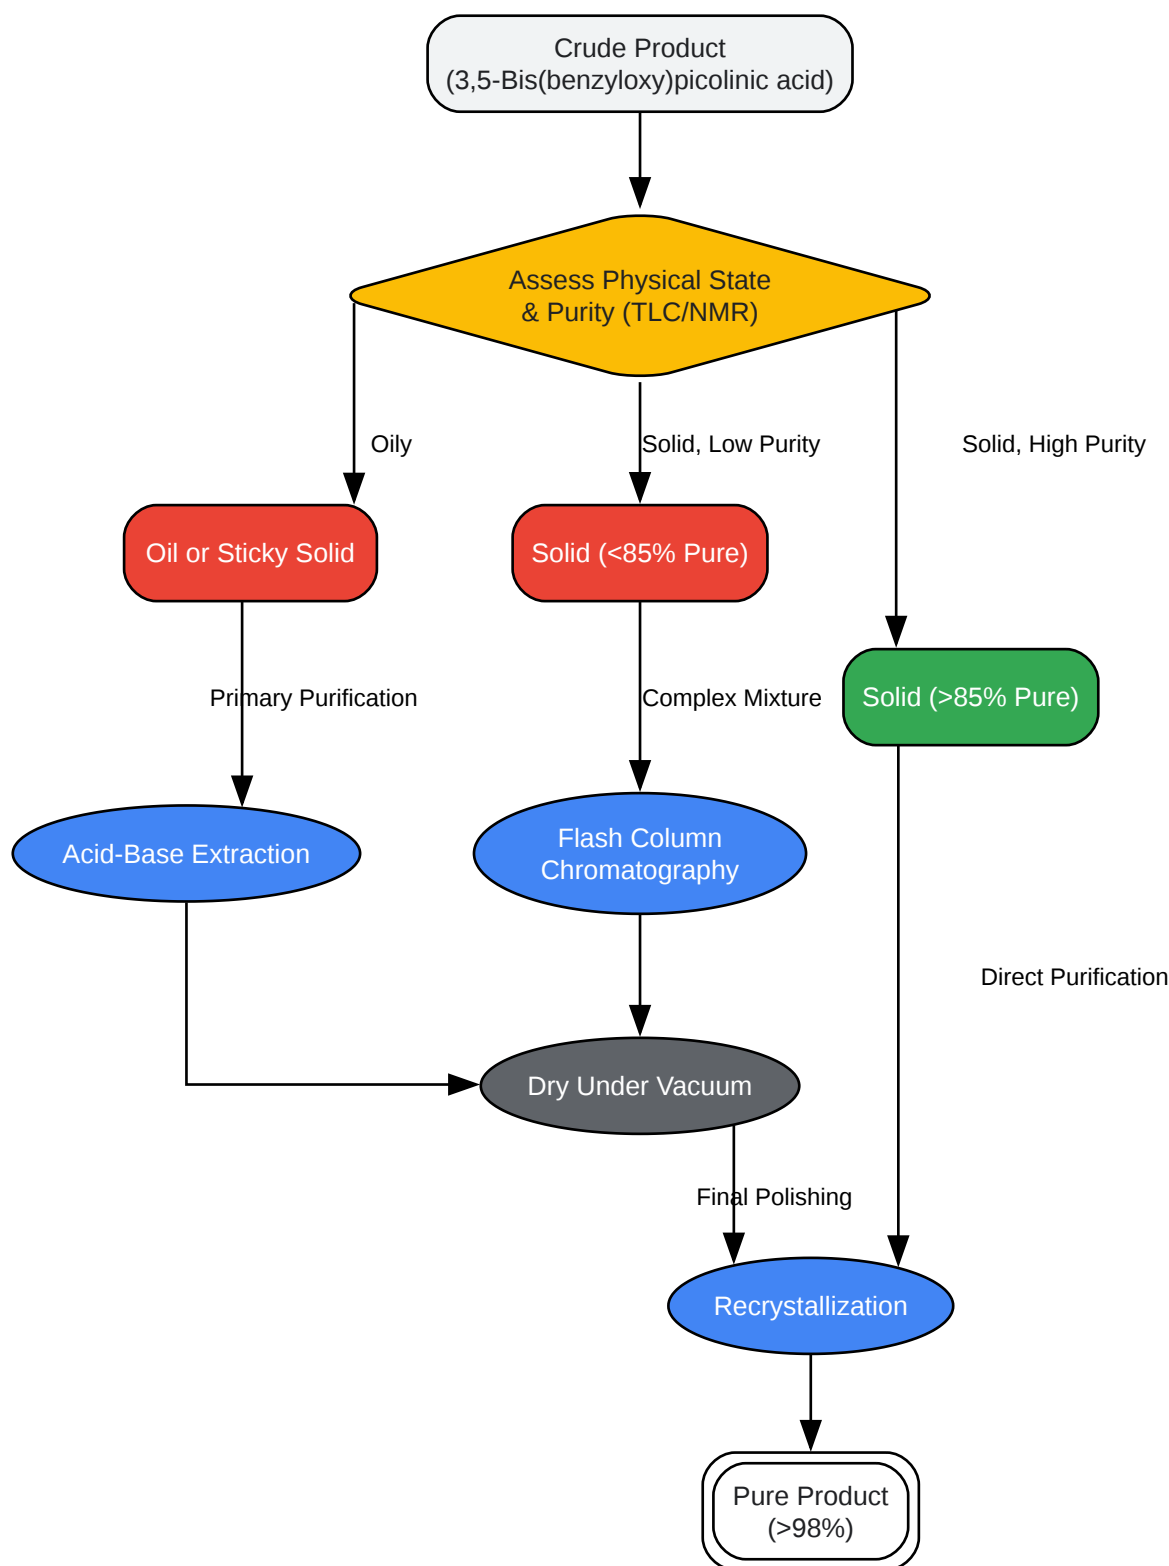 Crude Product
(3,5-Bis(benzyloxy)picolinic acid)
Assess Physical State
& Purity (TLC/NMR)
Oily
Solid, Low Purity
Solid, High Purity
Oil or Sticky Solid
Solid (<85% Pure)
Solid (>85% Pure)
Primary Purification
Complex Mixture
Acid-Base Extraction
Flash Column
Chromatography
Direct Purification
Dry Under Vacuum
Final Polishing
Recrystallization
Pure Product
(>98%)